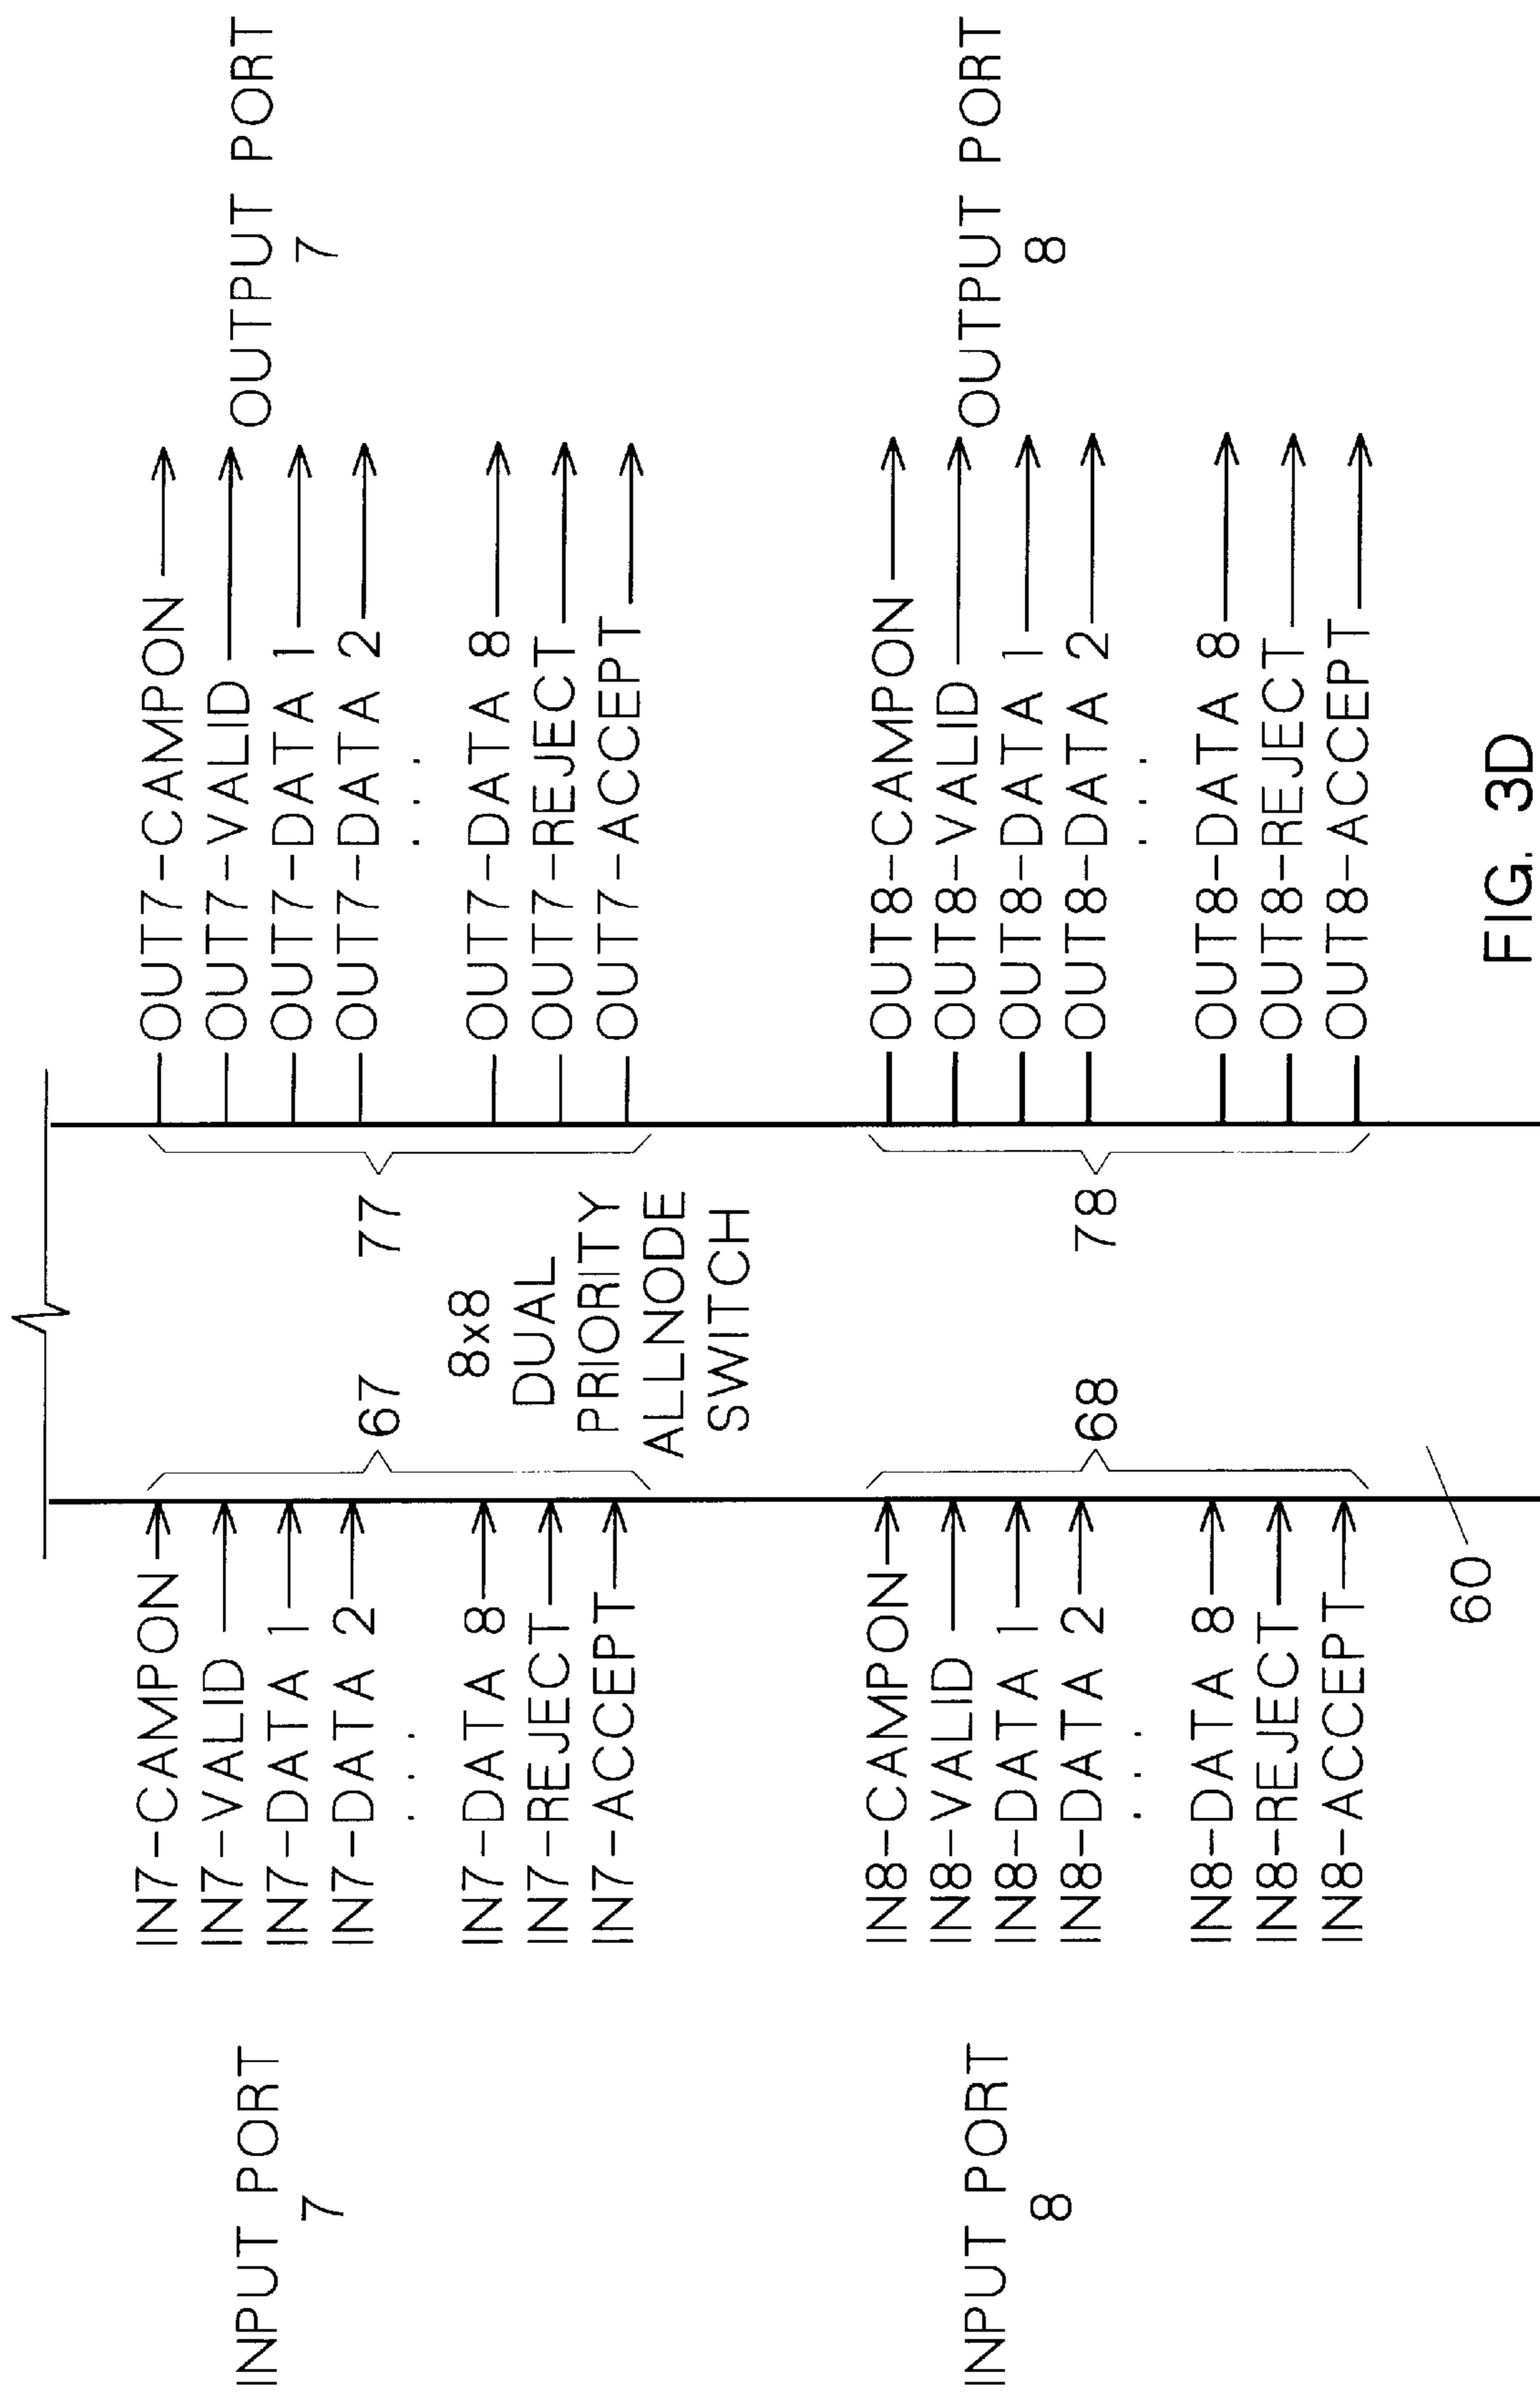 INPUT PORT
7
IN7-CAMPON
IN7-VALID
IN7-DATA 1
IN7-DATA 2
. . .
IN7-DATA 8
IN7-REJECT
IN7-ACCEPT
67
8x8
DUAL
PRIORITY
ALLNODE
SWITCH
77
OUT7-CAMPON
OUT7-VALID
OUT7-DATA 1
OUT7-DATA 2
. . .
OUT7-DATA 8
OUT7-REJECT
OUT7-ACCEPT
OUTPUT PORT
7
INPUT PORT
8
IN8-CAMPON
IN8-VALID
IN8-DATA 1
IN8-DATA 2
. . .
IN8-DATA 8
IN8-REJECT
IN8-ACCEPT
68
78
OUT8-CAMPON
OUT8-VALID
OUT8-DATA 1
OUT8-DATA 2
. . .
OUT8-DATA 8
OUT8-REJECT
OUT8-ACCEPT
OUTPUT PORT
8
60
FIG. 3D